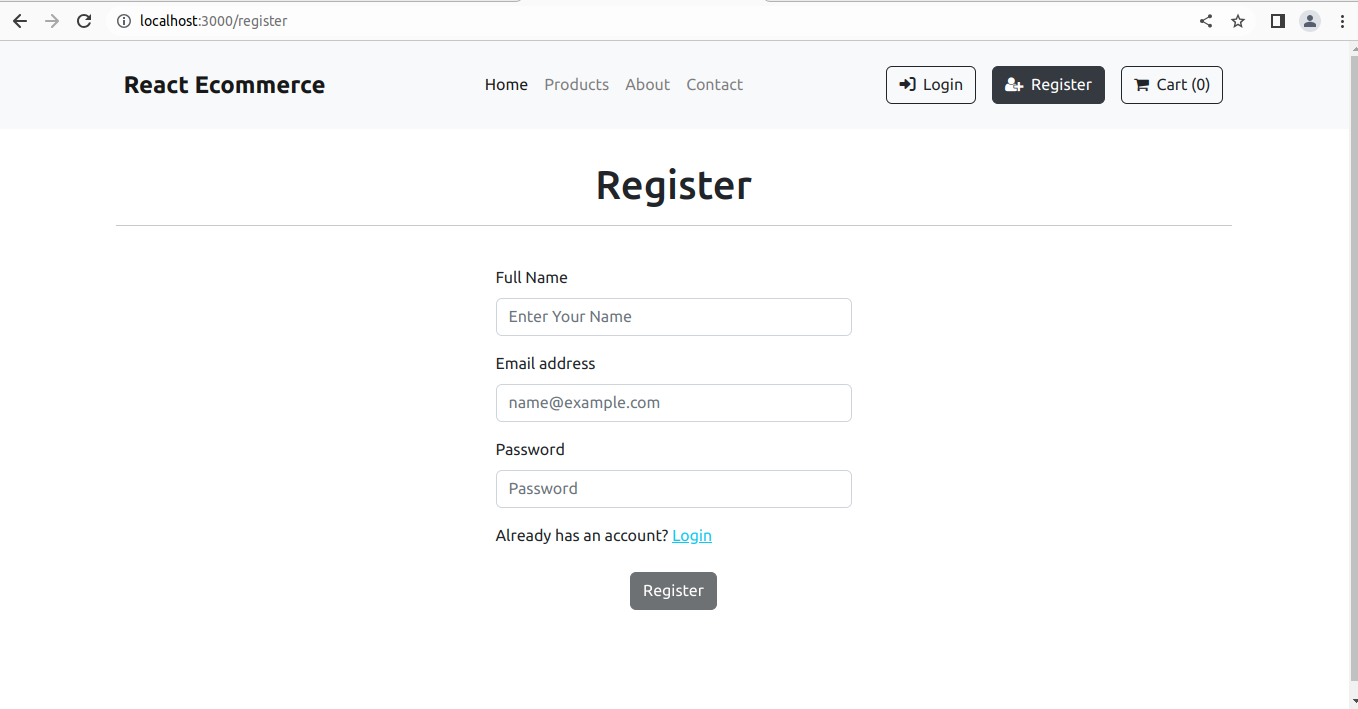 localhost:3000/register
React Ecommerce Home Products About Contact Login Register Cart (0)
Register
Full Name
Enter Your Name
Email address
name@example.com
Password
Password
Already has an account? Login
Register